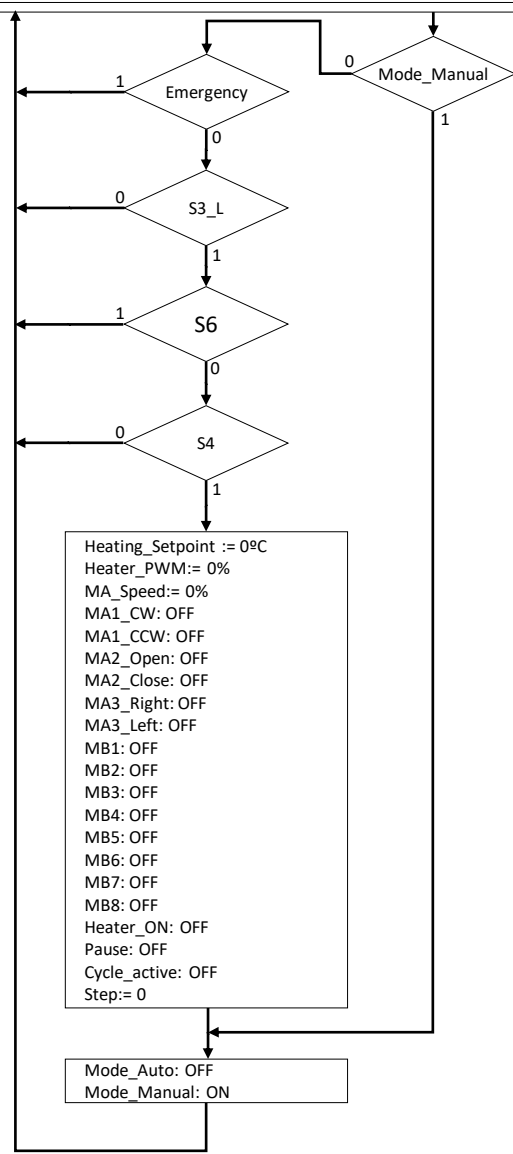 0
Mode_Manual
1
1
Emergency
0
0
S3_L
1
1
S6
0
0
S4
1
Heating_Setpoint := 0ºC
Heater_PWM:= 0%
MA_Speed:= 0%
MA1_CW: OFF
MA1_CCW: OFF
MA2_Open: OFF
MA2_Close: OFF
MA3_Right: OFF
MA3_Left: OFF
MB1: OFF
MB2: OFF
MB3: OFF
MB4: OFF
MB5: OFF
MB6: OFF
MB7: OFF
MB8: OFF
Heater_ON: OFF
Pause: OFF
Cycle_active: OFF
Step:= 0
Mode_Auto: OFF
Mode_Manual: ON